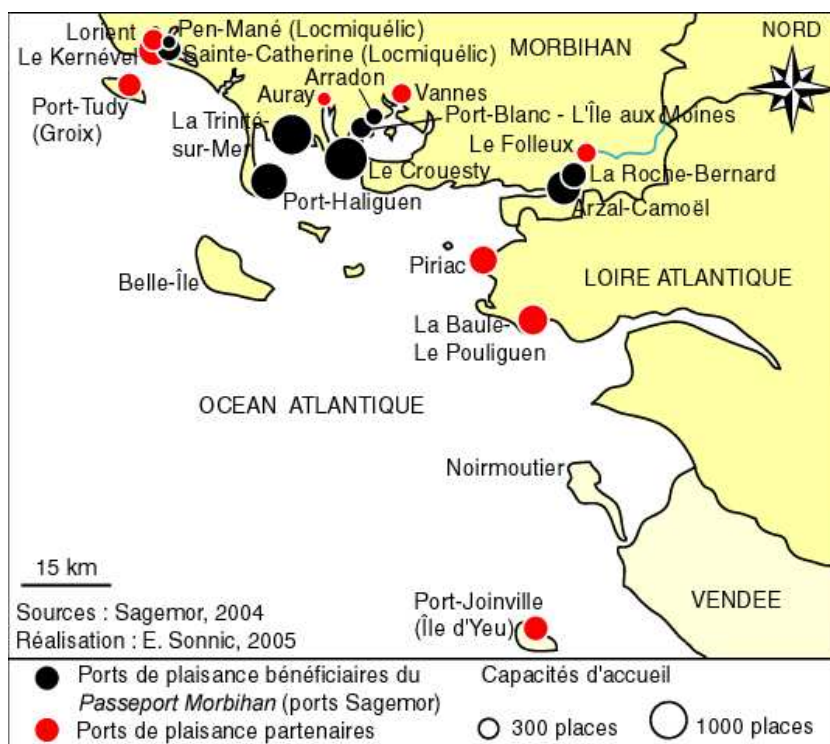 Lorient
Pen-Mané (Locmiquélic)
Le Kernével
Sainte-Catherine (Locmiquélic)
MORBIHAN
NORD
Arradon
Port-Tudy
(Groix)
Auray
Vannes
La Trinité-
sur-Mer
Port-Blanc - L'Île aux Moines
Le Folleux
Le Crouesty
La Roche-Bernard
Port-Haliguen
Arzal-Camoël
Belle-Île
Piriac
LOIRE ATLANTIQUE
La Baule-
Le Pouliguen
OCEAN ATLANTIQUE
Noirmoutier
15 km
Sources : Sagemor, 2004
Réalisation : E. Sonnic, 2005
Port-Joinville
(Île d'Yeu)
VENDEE
Ports de plaisance bénéficiaires du
Passeport Morbihan (ports Sagemor)
Ports de plaisance partenaires
Capacités d'accueil
300 places
1000 places